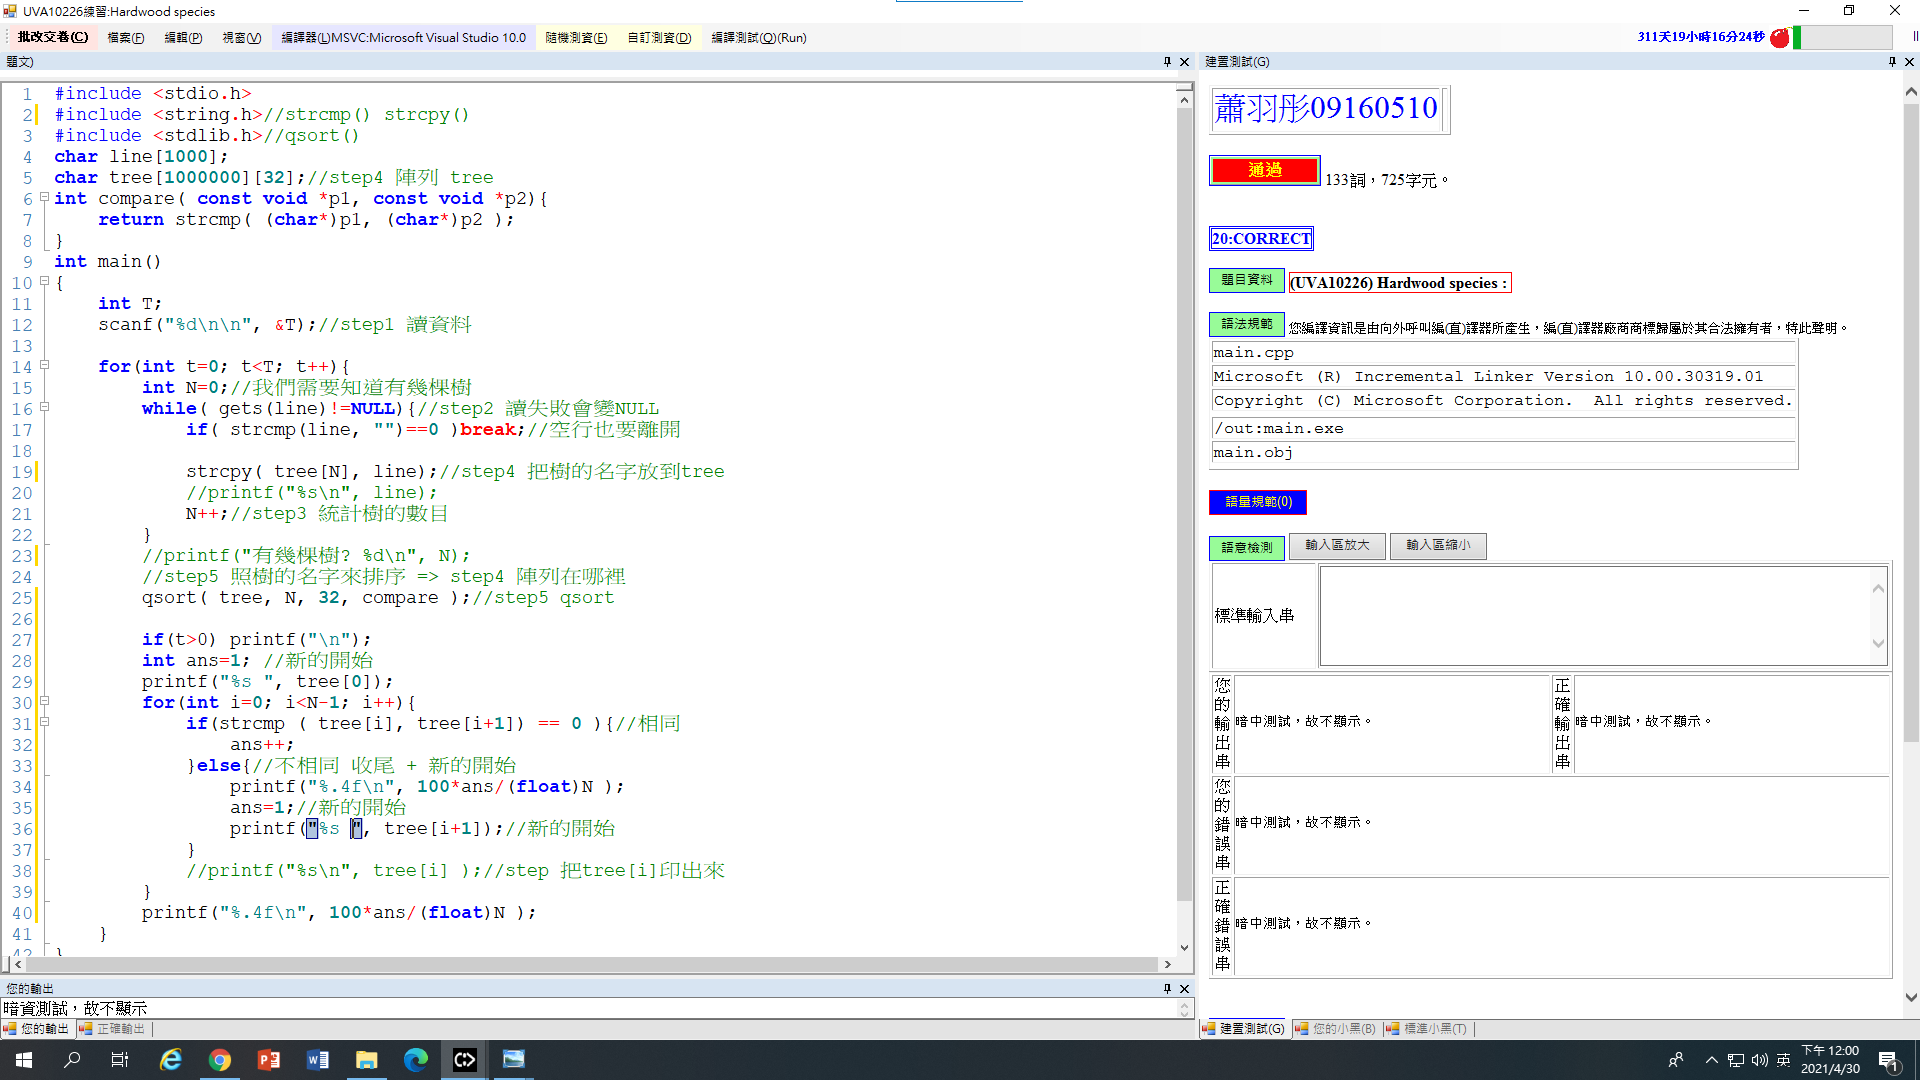 UVA10226練習:Hardwood species
批改交卷(C) 檔案(F) 編輯(P) 視窗(V) 編譯器(L)MSVC:Microsoft Visual Studio 10.0 隨機測資(E) 自訂測資(D) 編譯測試(Q)(Run) 311天19小時16分24秒
題文)
1 #include <stdio.h>
2 #include <string.h>//strcmp() strcpy()
3 #include <stdlib.h>//qsort()
4 char line[1000];
5 char tree[1000000][32];//step4 陣列 tree
6 int compare( const void *p1, const void *p2){
7 return strcmp( (char*)p1, (char*)p2 );
8 }
9 int main()
10 {
11 int T;
12 scanf("%d\n\n", &T);//step1 讀資料
13
14 for(int t=0; t<T; t++){
15 int N=0;//我們需要知道有幾棵樹
16 while( gets(line)!=NULL){//step2 讀失敗會變NULL
17 if( strcmp(line, "")==0 )break;//空行也要離開
18
19 strcpy( tree[N], line);//step4 把樹的名字放到tree
20 //printf("%s\n", line);
21 N++;//step3 統計樹的數目
22 }
23 //printf("有幾棵樹? %d\n", N);
24 //step5 照樹的名字來排序 => step4 陣列在哪裡
25 qsort( tree, N, 32, compare );//step5 qsort
26
27 if(t>0) printf("\n");
28 int ans=1; //新的開始
29 printf("%s ", tree[0]);
30 for(int i=0; i<N-1; i++){
31 if(strcmp ( tree[i], tree[i+1]) == 0 ){//相同
32 ans++;
33 }else{//不相同 收尾 + 新的開始
34 printf("%.4f\n", 100*ans/(float)N );
35 ans=1;//新的開始
36 printf("%s ", tree[i+1]);//新的開始
37 }
38 //printf("%s\n", tree[i] );//step 把tree[i]印出來
39 }
40 printf("%.4f\n", 100*ans/(float)N );
41 }
42 }
您的輸出
暗資測試，故不顯示
您的輸出 正確輸出
建置測試(G)
蕭羽彤09160510
通過 133詞，725字元。
20:CORRECT
題目資料 (UVA10226) Hardwood species :
語法規範 您編譯資訊是由向外呼叫編(直)譯器所產生，編(直)譯器廠商商標歸屬於其合法擁有者，特此聲明。
main.cpp
Microsoft (R) Incremental Linker Version 10.00.30319.01
Copyright (C) Microsoft Corporation. All rights reserved.
/out:main.exe
main.obj
語量規範(0)
語意檢測 輸入區放大 輸入區縮小
標準輸入串
您的輸出串 暗中測試，故不顯示。 正確輸出串 暗中測試，故不顯示。
您的錯誤串 暗中測試，故不顯示。
正確錯誤串 暗中測試，故不顯示。
建置測試(G) 您的小黑(B) 標準小黑(T)
英 下午 12:00
2021/4/30
1